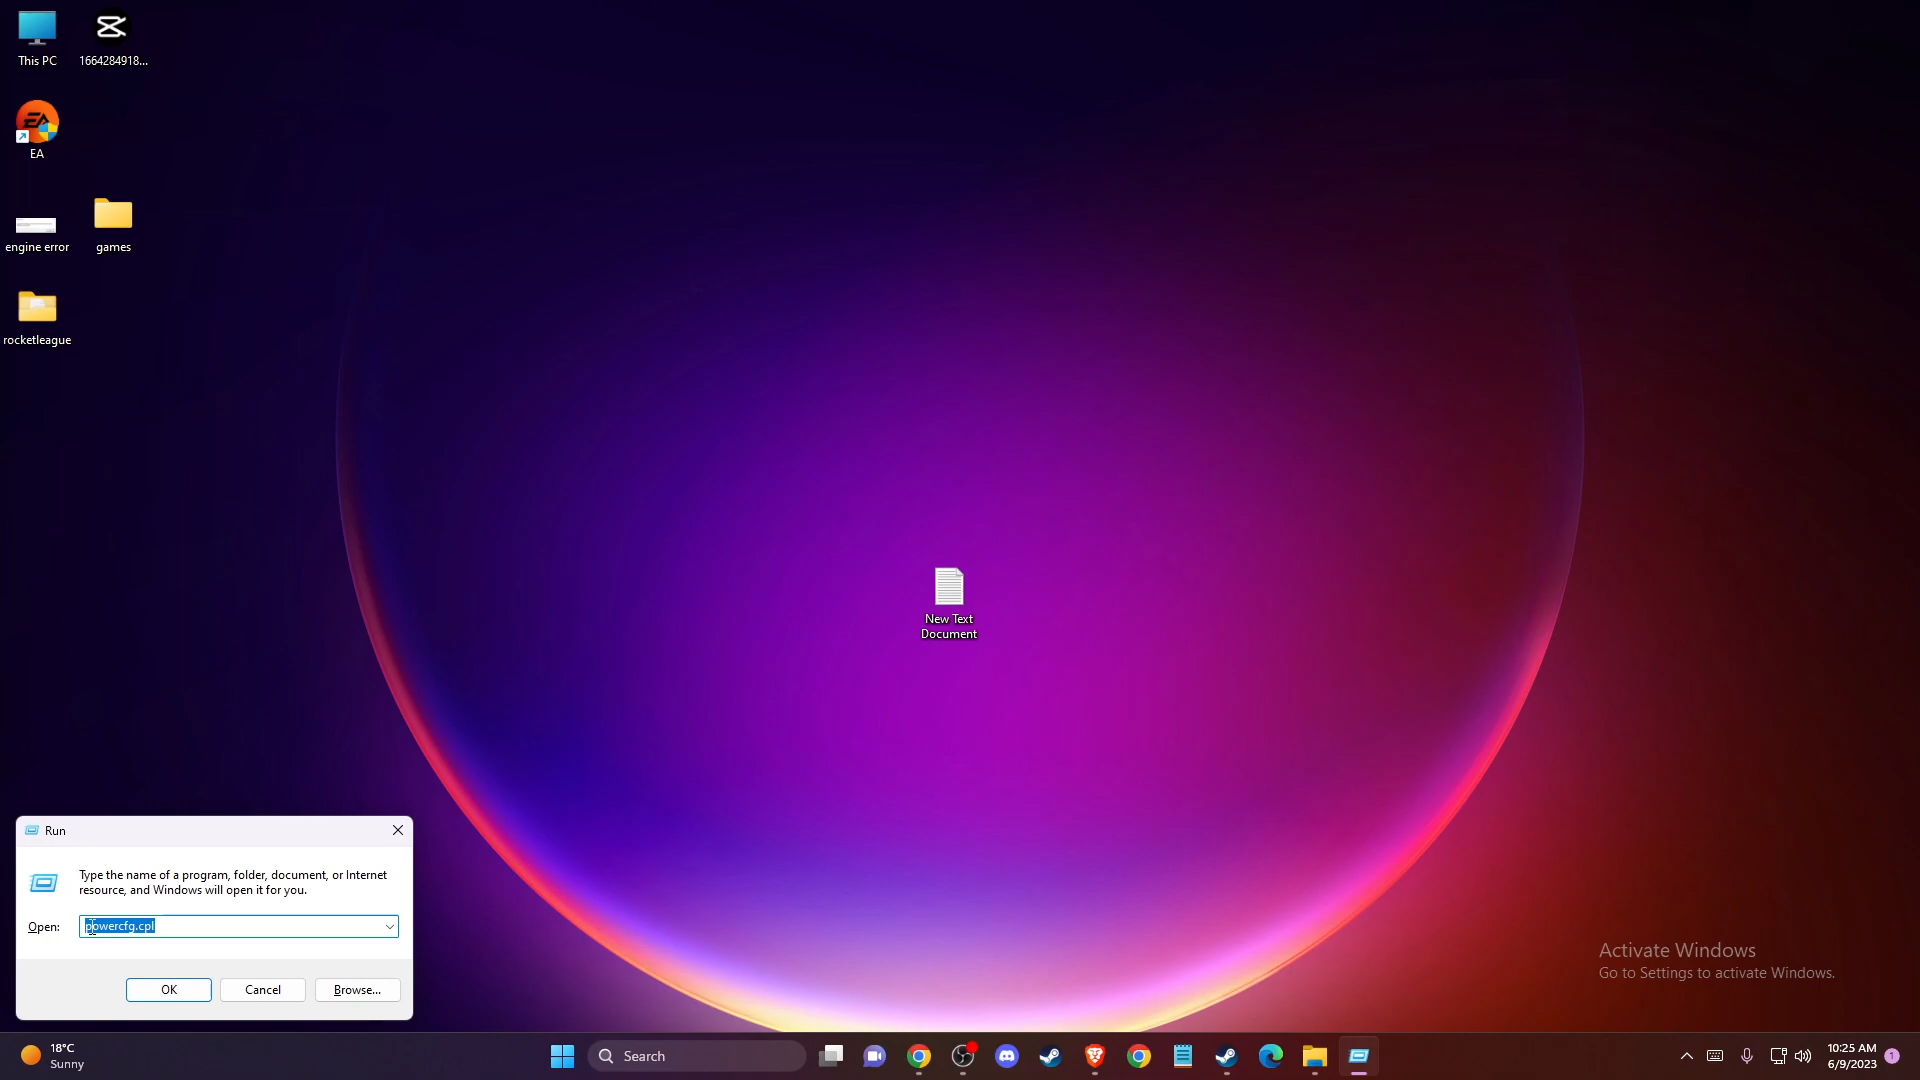 This PC
1664284918...
EA
engine error
games
rocketleague
New Text
Document
Run
Type the name of a program, folder, document, or Internet
resource, and Windows will open it for you.
Open:
powercfg.cpl
OK
Cancel
Browse...
Activate Windows
Go to Settings to activate Windows.
18°C
Sunny
Search
10:25 AM
6/9/2023
1